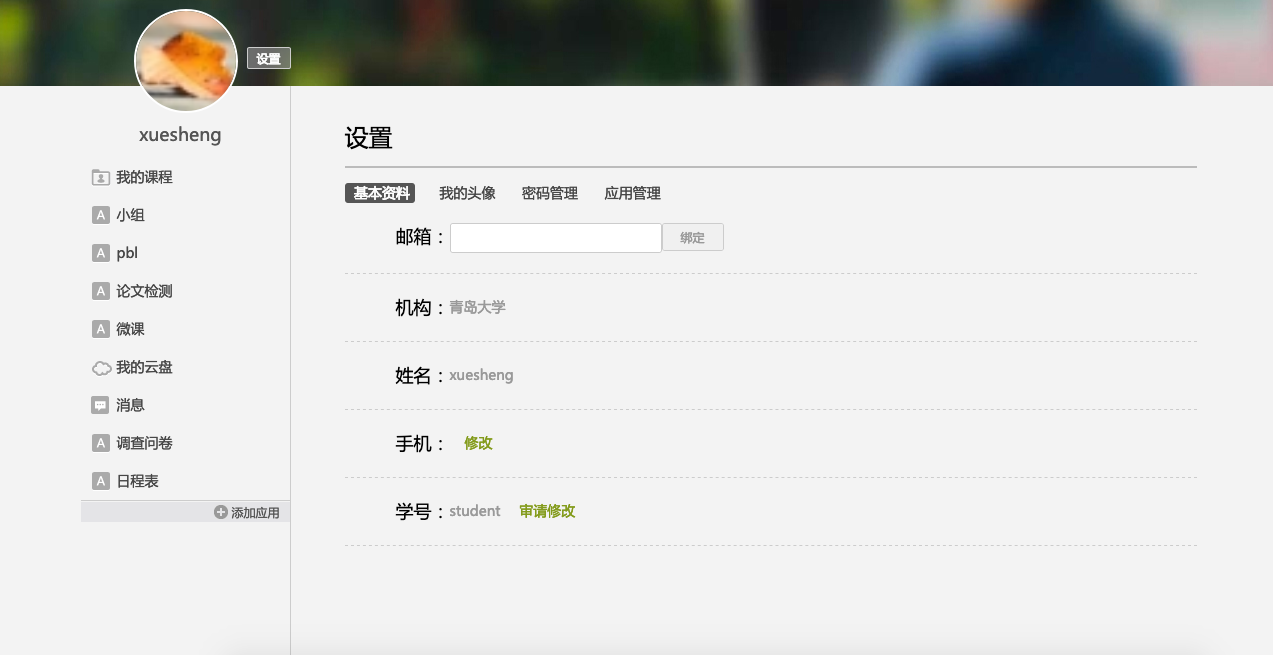 设置
xuesheng
我的课程
A 小组
A pbl
A 论文检测
A 微课
我的云盘
消息
A 调查问卷
A 日程表
添加应用
设置
基本资料 我的头像 密码管理 应用管理
邮箱： 绑定
机构：青岛大学
姓名：xuesheng
手机： 修改
学号：student 审请修改